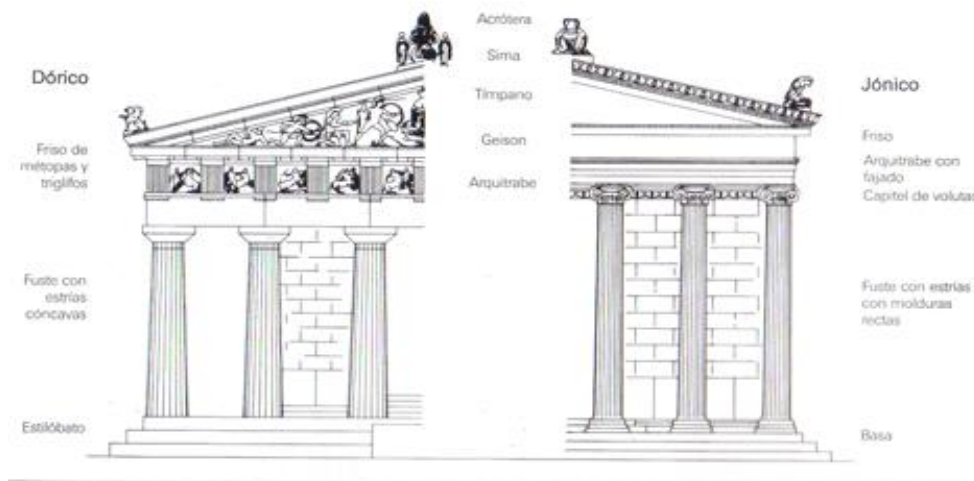 Dórico
Friso de
métopas y
triglifos
Fuste con
estrías
cóncavas
Estilóbato
Acrótera
Sima
Tímpano
Geison
Arquitrabe
Jónico
Friso
Arquitrabe con
fajado
Capitel de volutas
Fuste con estrías
con molduras
rectas
Basa